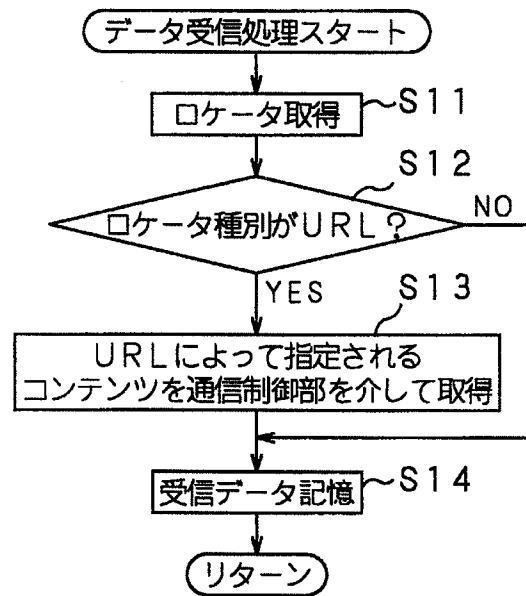 データ受信処理スタート
ロケータ取得
S11
S12
ロケータ種別がURL?
NO
YES
S13
URLによって指定される
コンテンツを通信制御部を介して取得
受信データ記憶
S14
リターン